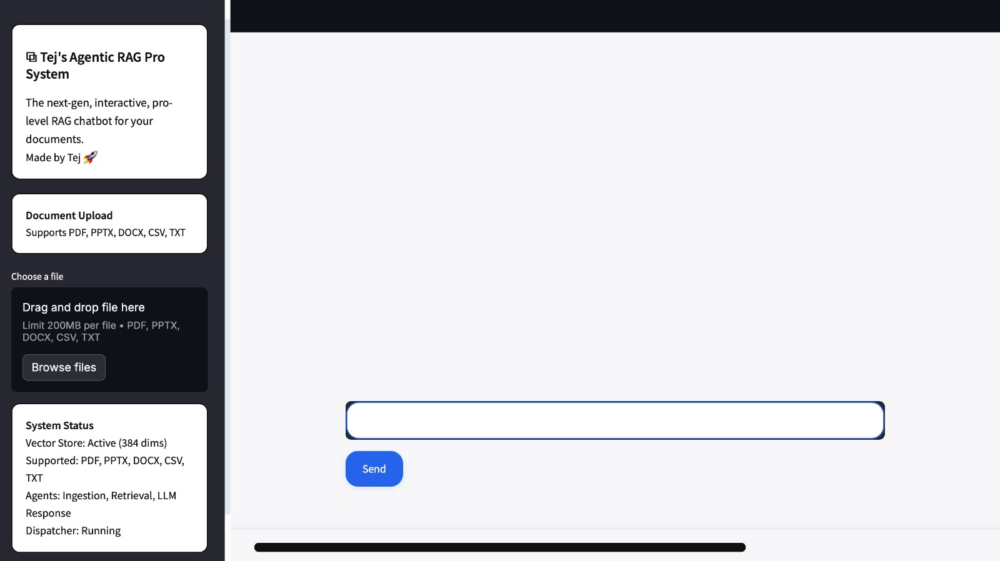 Tej's Agentic RAG Pro
System
The next-gen, interactive, pro-
level RAG chatbot for your
documents.
Made by Tej 🚀
Document Upload
Supports PDF, PPTX, DOCX, CSV, TXT
Choose a file
Drag and drop file here
Limit 200MB per file • PDF, PPTX,
DOCX, CSV, TXT
Browse files
System Status
Vector Store: Active (384 dims)
Supported: PDF, PPTX, DOCX, CSV,
TXT
Agents: Ingestion, Retrieval, LLM
Response
Dispatcher: Running
Send